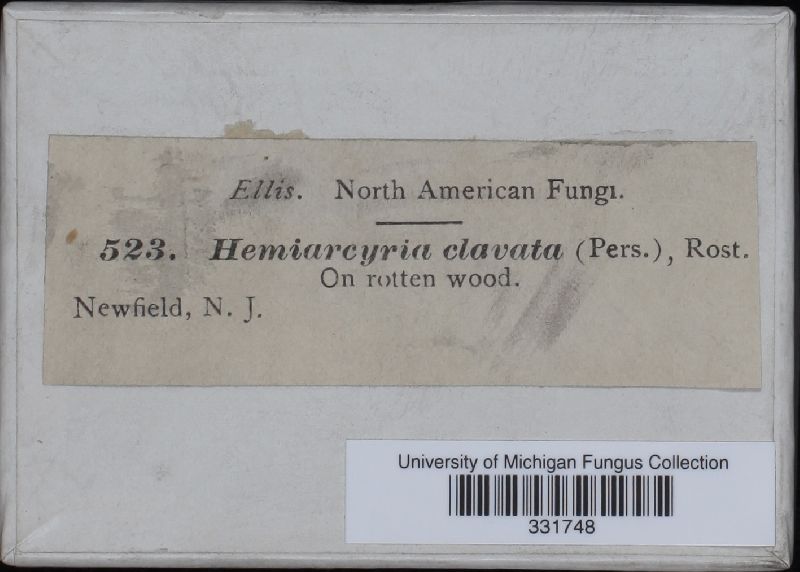 Ellis. North American Fungi.
523. Hemiarcyria clavata (Pers.), Rost.
On rotten wood.
Newfield, N. J.
University of Michigan Fungus Collection
331748